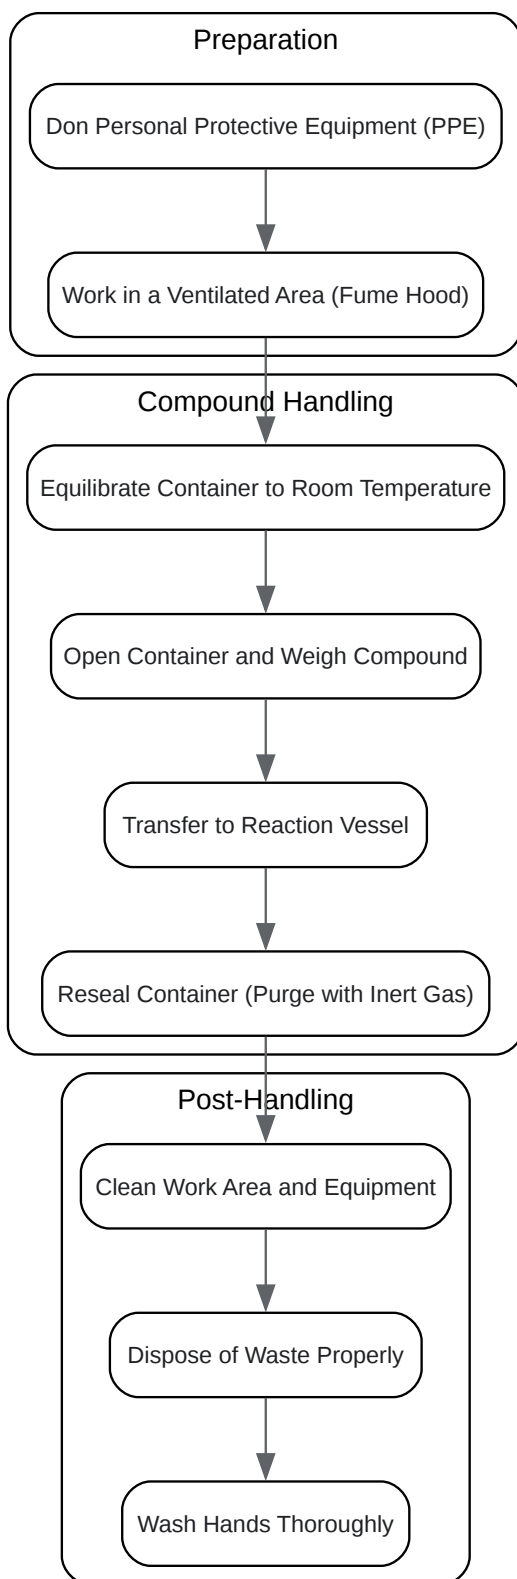 Preparation
Don Personal Protective Equipment (PPE)
Work in a Ventilated Area (Fume Hood)
Compound Handling
Equilibrate Container to Room Temperature
Open Container and Weigh Compound
Transfer to Reaction Vessel
Reseal Container (Purge with Inert Gas)
Post-Handling
Clean Work Area and Equipment
Dispose of Waste Properly
Wash Hands Thoroughly